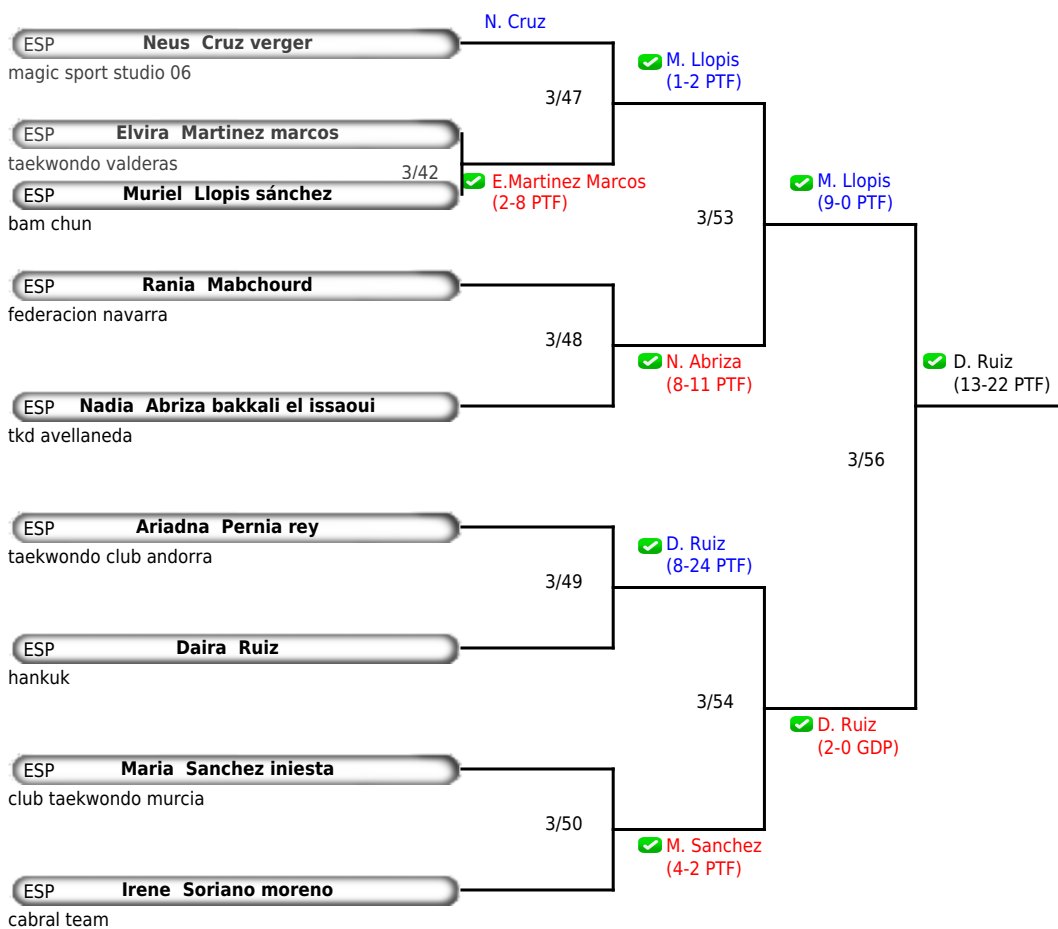 N. Cruz
ESP Neus Cruz verger
magic sport studio 06
M. Llopis
(1-2 PTF)
3/47
ESP Elvira Martinez marcos
taekwondo valderas
3/42
E.Martinez Marcos
(2-8 PTF)
ESP Muriel Llopis sánchez
bam chun
M. Llopis
(9-0 PTF)
3/53
ESP Rania Mabchourd
federacion navarra
3/48
N. Abriza
(8-11 PTF)
D. Ruiz
(13-22 PTF)
ESP Nadia Abriza bakkali el issaoui
tkd avellaneda
3/56
ESP Ariadna Pernia rey
taekwondo club andorra
D. Ruiz
(8-24 PTF)
3/49
ESP Daira Ruiz
hankuk
3/54
D. Ruiz
(2-0 GDP)
ESP Maria Sanchez iniesta
club taekwondo murcia
3/50
M. Sanchez
(4-2 PTF)
ESP Irene Soriano moreno
cabral team